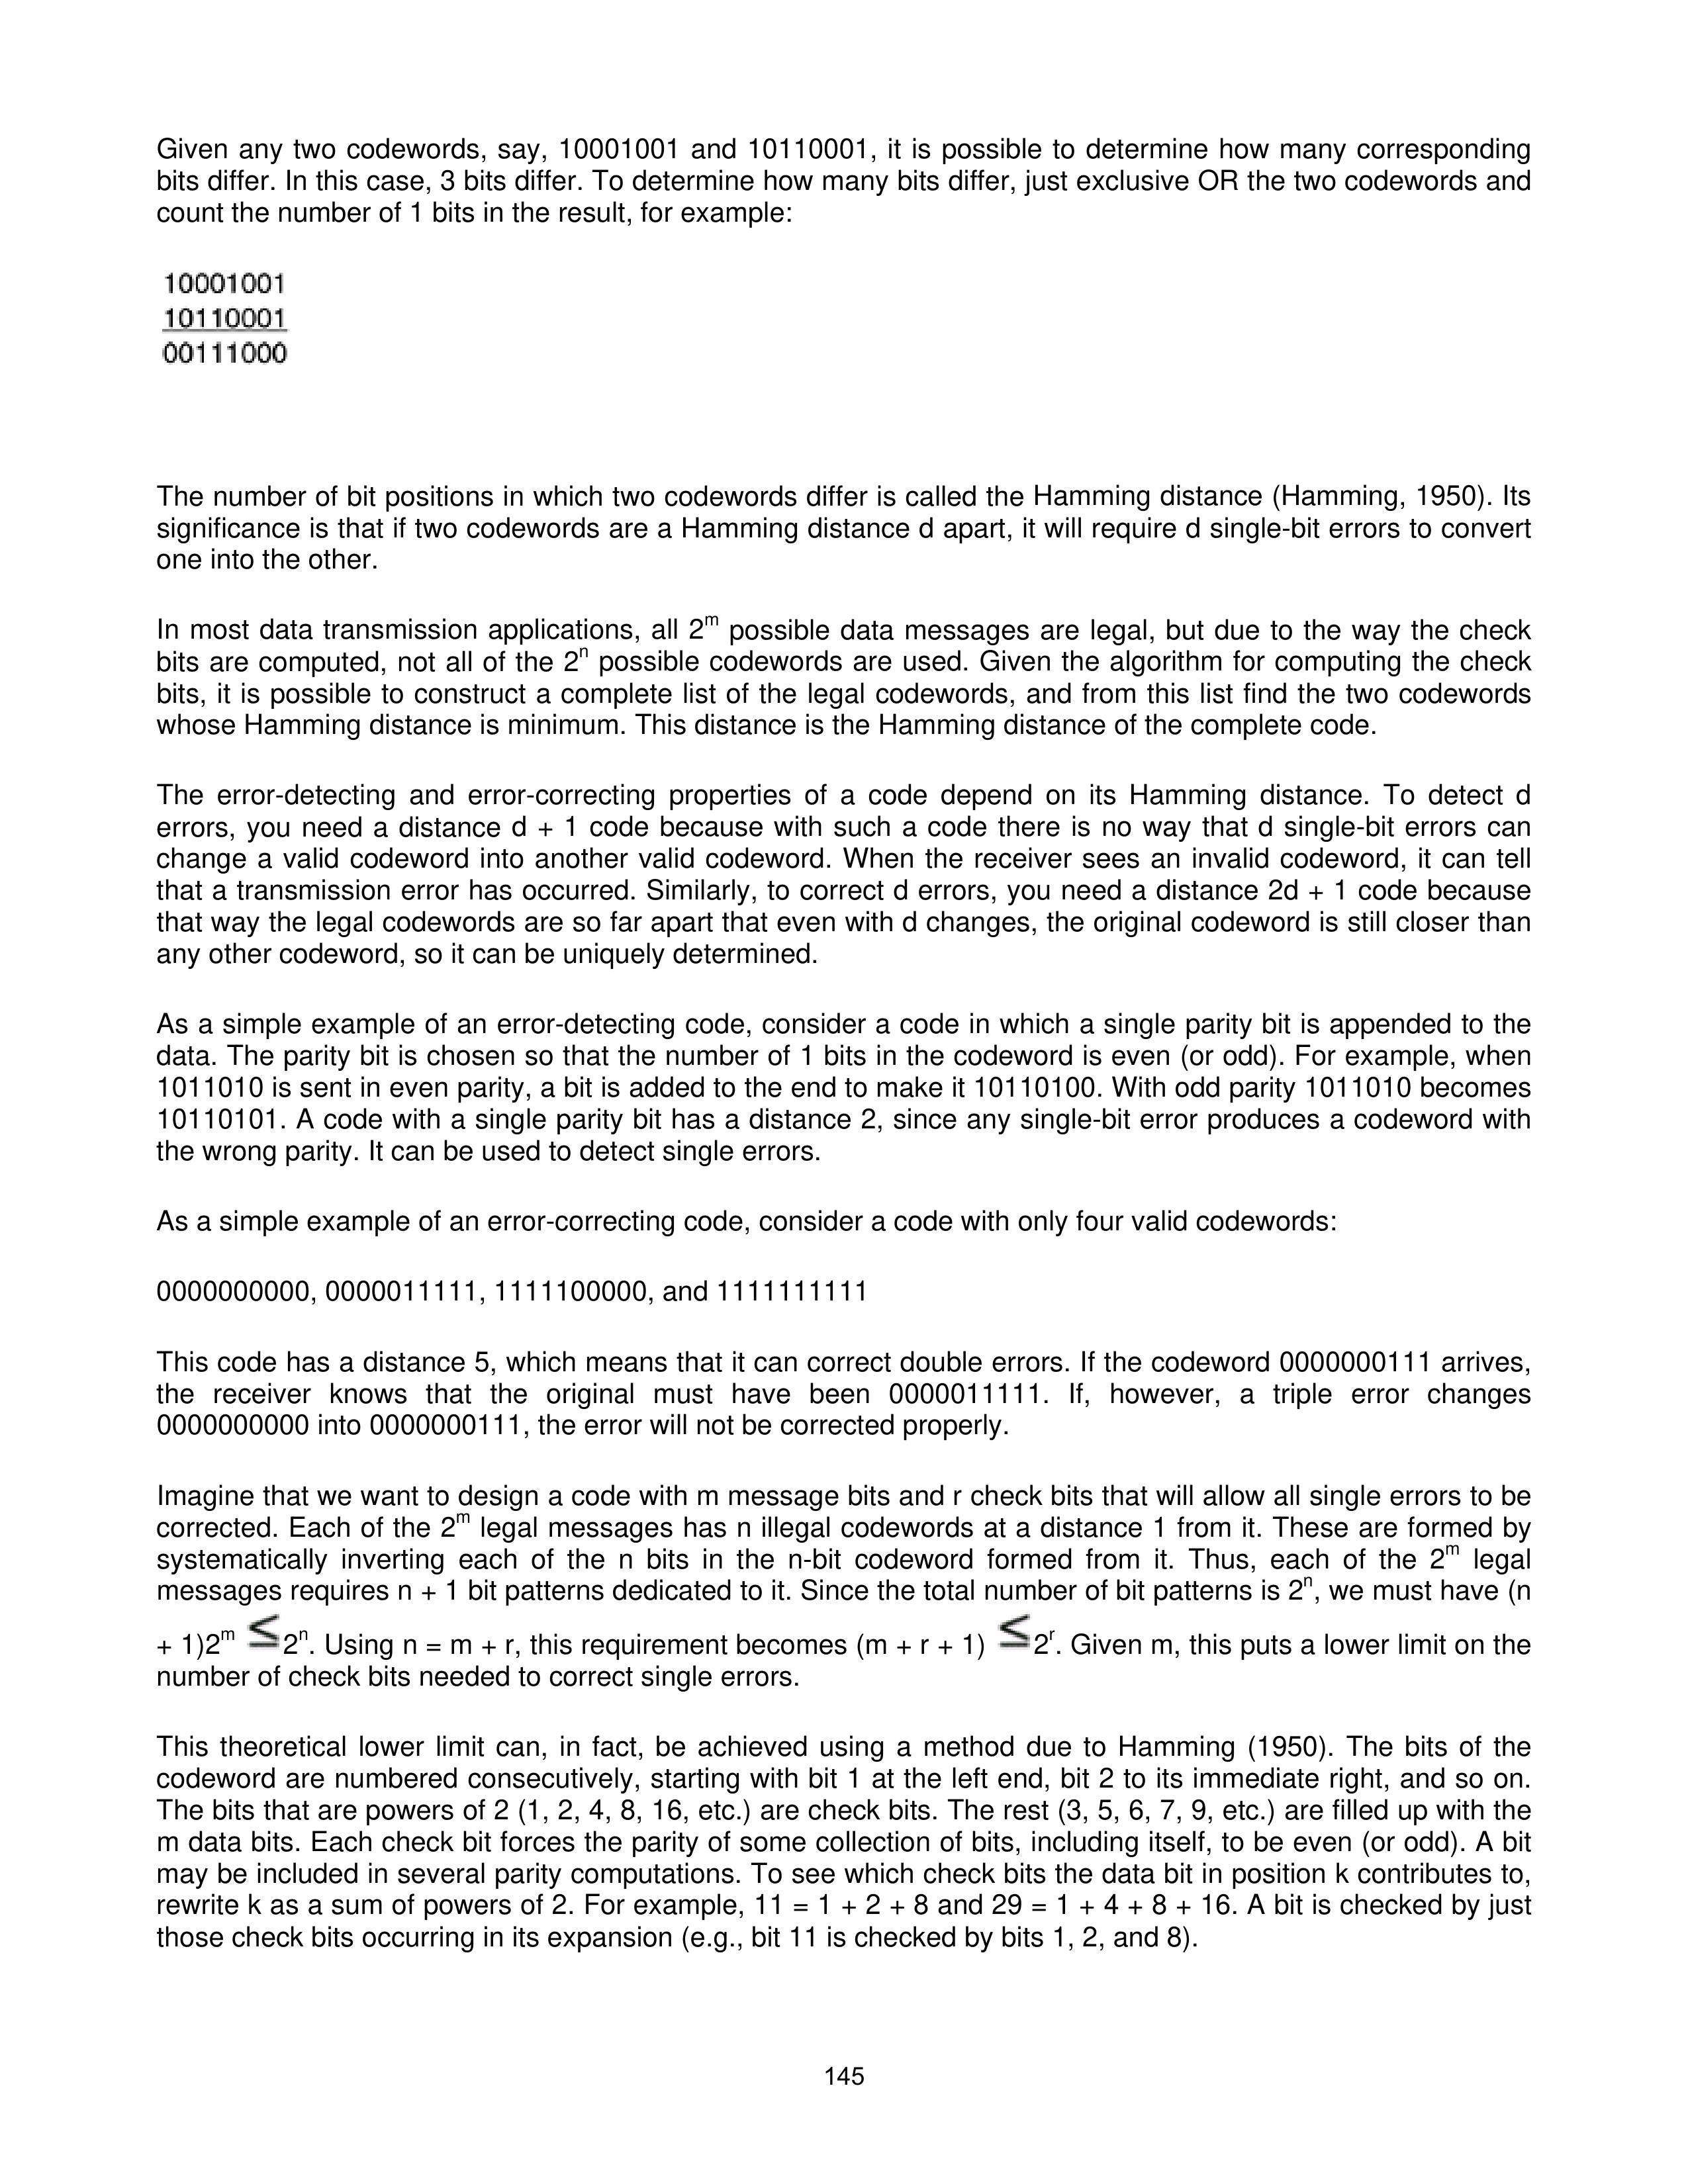 Given any two codewords, say, 10001001 and 10110001, it is possible to determine how many corresponding
bits differ. In this case, 3 bits differ. To determine how many bits differ, just exclusive OR the two codewords and
count the number of 1 bits in the result, for example:
10001001
10110001
00111000
The number of bit positions in which two codewords differ is called the Hamming distance (Hamming, 1950). Its
significance is that if two codewords are a Hamming distance d apart, it will require d single-bit errors to convert
one into the other.
In most data transmission applications, all 2^m possible data messages are legal, but due to the way the check
bits are computed, not all of the 2^n possible codewords are used. Given the algorithm for computing the check
bits, it is possible to construct a complete list of the legal codewords, and from this list find the two codewords
whose Hamming distance is minimum. This distance is the Hamming distance of the complete code.
The error-detecting and error-correcting properties of a code depend on its Hamming distance. To detect d
errors, you need a distance d + 1 code because with such a code there is no way that d single-bit errors can
change a valid codeword into another valid codeword. When the receiver sees an invalid codeword, it can tell
that a transmission error has occurred. Similarly, to correct d errors, you need a distance 2d + 1 code because
that way the legal codewords are so far apart that even with d changes, the original codeword is still closer than
any other codeword, so it can be uniquely determined.
As a simple example of an error-detecting code, consider a code in which a single parity bit is appended to the
data. The parity bit is chosen so that the number of 1 bits in the codeword is even (or odd). For example, when
1011010 is sent in even parity, a bit is added to the end to make it 10110100. With odd parity 1011010 becomes
10110101. A code with a single parity bit has a distance 2, since any single-bit error produces a codeword with
the wrong parity. It can be used to detect single errors.
As a simple example of an error-correcting code, consider a code with only four valid codewords:
0000000000, 0000011111, 1111100000, and 1111111111
This code has a distance 5, which means that it can correct double errors. If the codeword 0000000111 arrives,
the receiver knows that the original must have been 0000011111. If, however, a triple error changes
0000000000 into 0000000111, the error will not be corrected properly.
Imagine that we want to design a code with m message bits and r check bits that will allow all single errors to be
corrected. Each of the 2^m legal messages has n illegal codewords at a distance 1 from it. These are formed by
systematically inverting each of the n bits in the n-bit codeword formed from it. Thus, each of the 2^m legal
messages requires n + 1 bit patterns dedicated to it. Since the total number of bit patterns is 2^n, we must have (n
+ 1)2^m ≤ 2^n. Using n = m + r, this requirement becomes (m + r + 1) ≤ 2^r. Given m, this puts a lower limit on the
number of check bits needed to correct single errors.
This theoretical lower limit can, in fact, be achieved using a method due to Hamming (1950). The bits of the
codeword are numbered consecutively, starting with bit 1 at the left end, bit 2 to its immediate right, and so on.
The bits that are powers of 2 (1, 2, 4, 8, 16, etc.) are check bits. The rest (3, 5, 6, 7, 9, etc.) are filled up with the
m data bits. Each check bit forces the parity of some collection of bits, including itself, to be even (or odd). A bit
may be included in several parity computations. To see which check bits the data bit in position k contributes to,
rewrite k as a sum of powers of 2. For example, 11 = 1 + 2 + 8 and 29 = 1 + 4 + 8 + 16. A bit is checked by just
those check bits occurring in its expansion (e.g., bit 11 is checked by bits 1, 2, and 8).
145